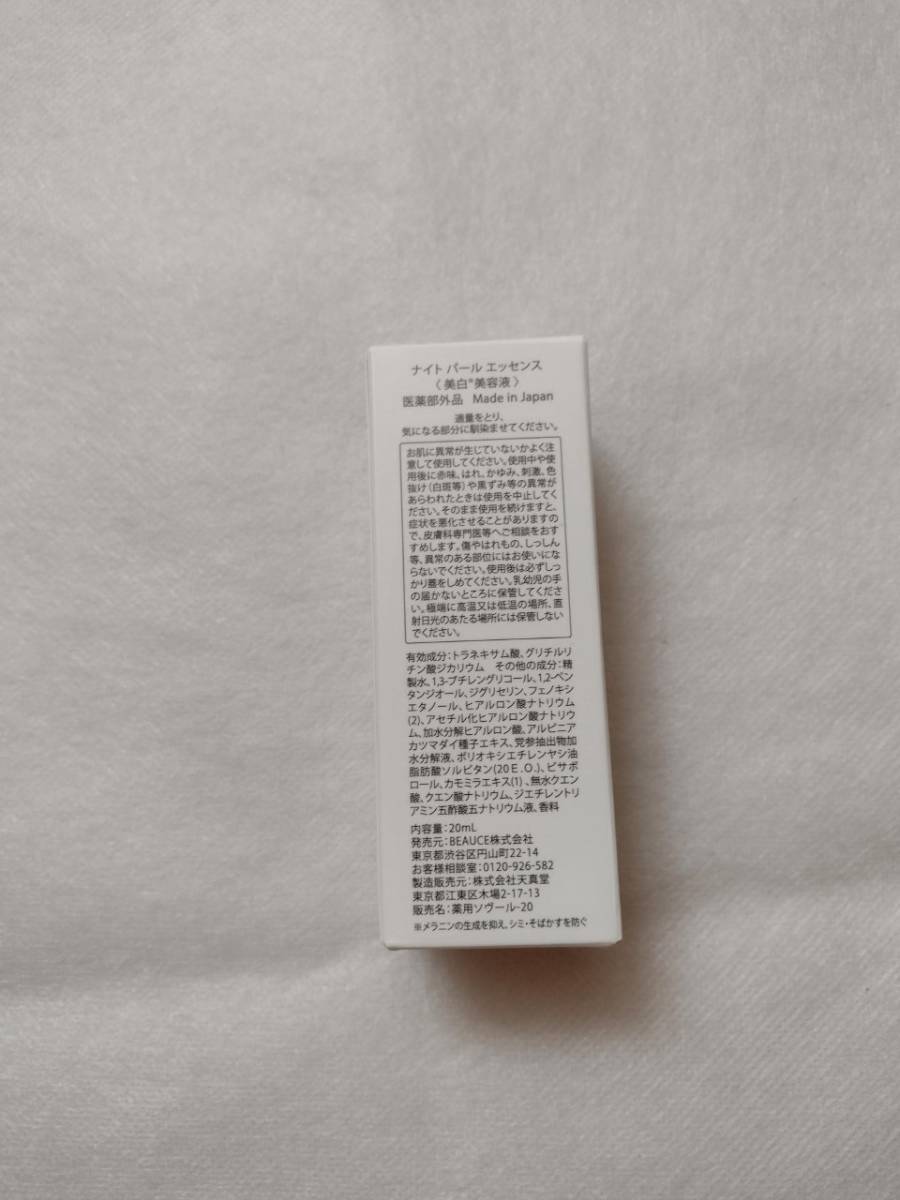 ナイト パール エッセンス
〈 美白※美容液 〉
医薬部外品 Made in Japan
適量をとり、
気になる部分に馴染ませてください。
お肌に異常が生じていないかよく注
意して使用してください。使用中や使
用後に赤味、はれ、かゆみ、刺激、色
抜け(白斑等)や黒ずみ等の異常が
あらわれたときは使用を中止してく
ださい。そのまま使用を続けますと、
症状を悪化させることがありますの
で、皮膚科専門医等へご相談をおす
すめします。傷やはれもの、しっしん
等、異常のある部位にはお使いにな
らないでください。使用後は必ずしっ
かり蓋をしめてください。乳幼児の手
の届かないところに保管してくださ
い。極端に高温又は低温の場所、直
射日光のあたる場所には保管しない
でください。
有効成分:トラネキサム酸、グリチルリ
チン酸ジカリウム その他の成分:精
製水、1,3-ブチレングリコール、1,2-ペン
タンジオール、ジグリセリン、フェノキシ
エタノール、ヒアルロン酸ナトリウム
(2)、アセチル化ヒアルロン酸ナトリウ
ム、加水分解ヒアルロン酸、アルピニア
カツマダイ種子エキス、党参抽出物加
水分解液、ポリオキシエチレンヤシ油
脂肪酸ソルビタン(20 E .O.)、ビサボ
ロール、カモミラエキス(1)、無水クエン
酸、クエン酸ナトリウム、ジエチレントリ
アミン五酢酸五ナトリウム液、香料
内容量:20mL
発売元:BEAUCE株式会社
東京都渋谷区円山町22-14
お客様相談室:0120-926-582
製造販売元:株式会社天真堂
東京都江東区木場2-17-13
販売名:薬用ソヴール-20
※メラニンの生成を抑え、シミ・そばかすを防ぐ